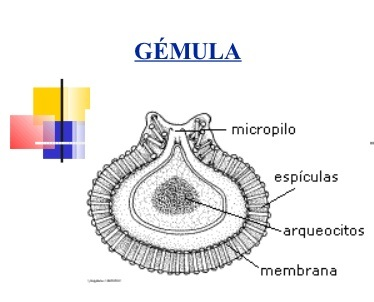 GÉMULA
micropilo
espículas
arqueocitos
membrana